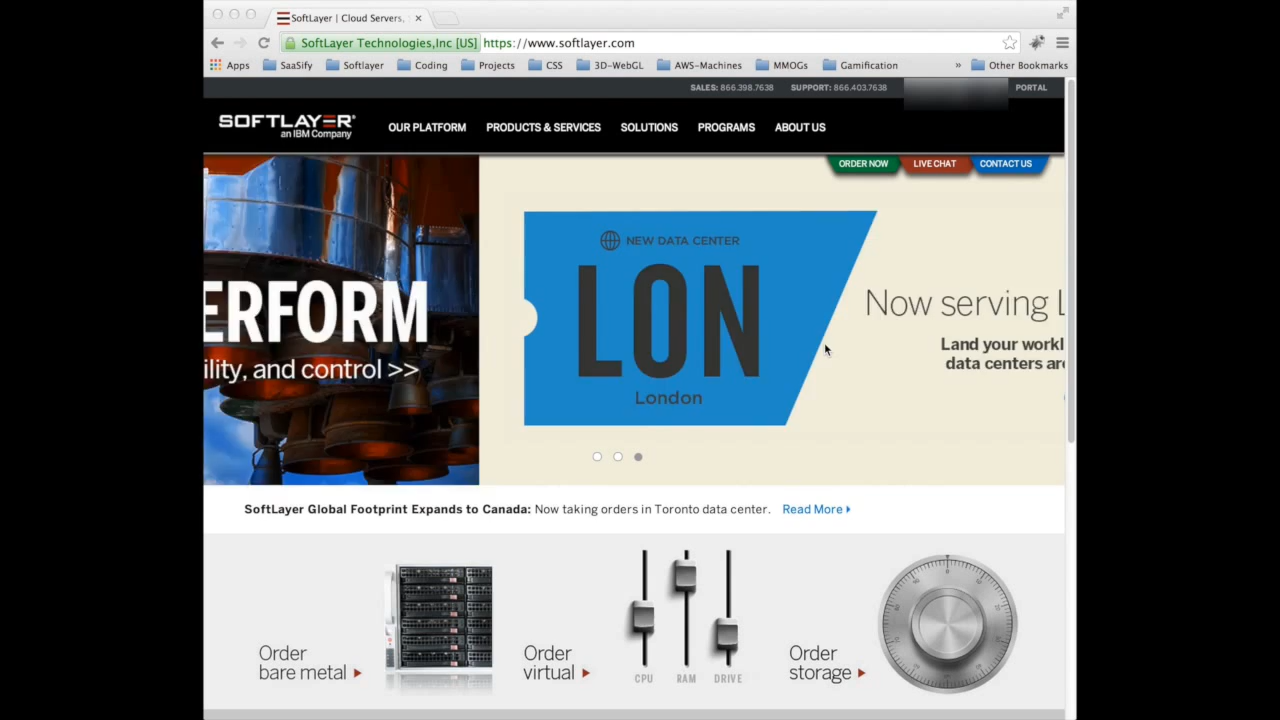 SoftLayer | Cloud Servers,
SoftLayer Technologies,Inc [US] https://www.softlayer.com
Apps SaaSify Softlayer Coding Projects CSS 3D-WebGL AWS-Machines MMOGs Gamification » Other Bookmarks
SALES: 866.398.7638 SUPPORT: 866.403.7638 PORTAL
SOFTLAYER®
an IBM Company
OUR PLATFORM PRODUCTS & SERVICES SOLUTIONS PROGRAMS ABOUT US
ORDER NOW LIVE CHAT CONTACT US
NEW DATA CENTER
LON
London
ERFORM
ility, and control >>
Now serving L
Land your workl
data centers are
SoftLayer Global Footprint Expands to Canada: Now taking orders in Toronto data center. Read More
Order
bare metal
Order
virtual
CPU RAM DRIVE
Order
storage